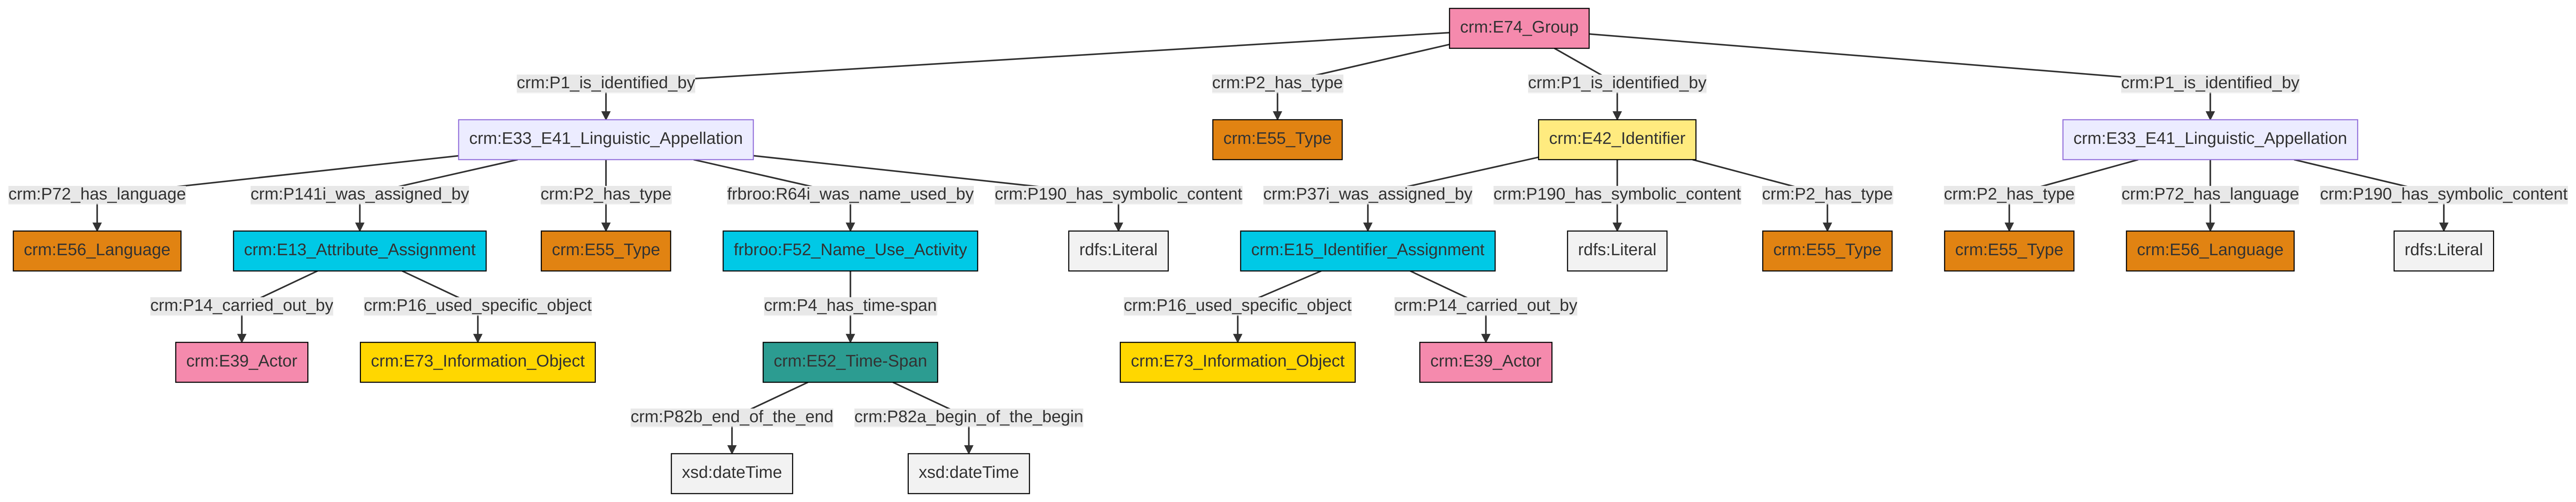 crm:E74_Group
crm:P1_is_identified_by
crm:P2_has_type
crm:P1_is_identified_by
crm:P1_is_identified_by
crm:E33_E41_Linguistic_Appellation
crm:E55_Type
crm:E42_Identifier
crm:E33_E41_Linguistic_Appellation
crm:P72_has_language
crm:P141i_was_assigned_by
crm:P2_has_type
frbroo:R64i_was_name_used_by
crm:P190_has_symbolic_content
crm:P37i_was_assigned_by
crm:P190_has_symbolic_content
crm:P2_has_type
crm:P2_has_type
crm:P72_has_language
crm:P190_has_symbolic_content
crm:E56_Language
crm:E13_Attribute_Assignment
crm:E55_Type
frbroo:F52_Name_Use_Activity
rdfs:Literal
crm:E15_Identifier_Assignment
rdfs:Literal
crm:E55_Type
crm:E55_Type
crm:E56_Language
rdfs:Literal
crm:P14_carried_out_by
crm:P16_used_specific_object
crm:P4_has_time-span
crm:P16_used_specific_object
crm:P14_carried_out_by
crm:E39_Actor
crm:E73_Information_Object
crm:E52_Time-Span
crm:E73_Information_Object
crm:E39_Actor
crm:P82b_end_of_the_end
crm:P82a_begin_of_the_begin
xsd:dateTime
xsd:dateTime